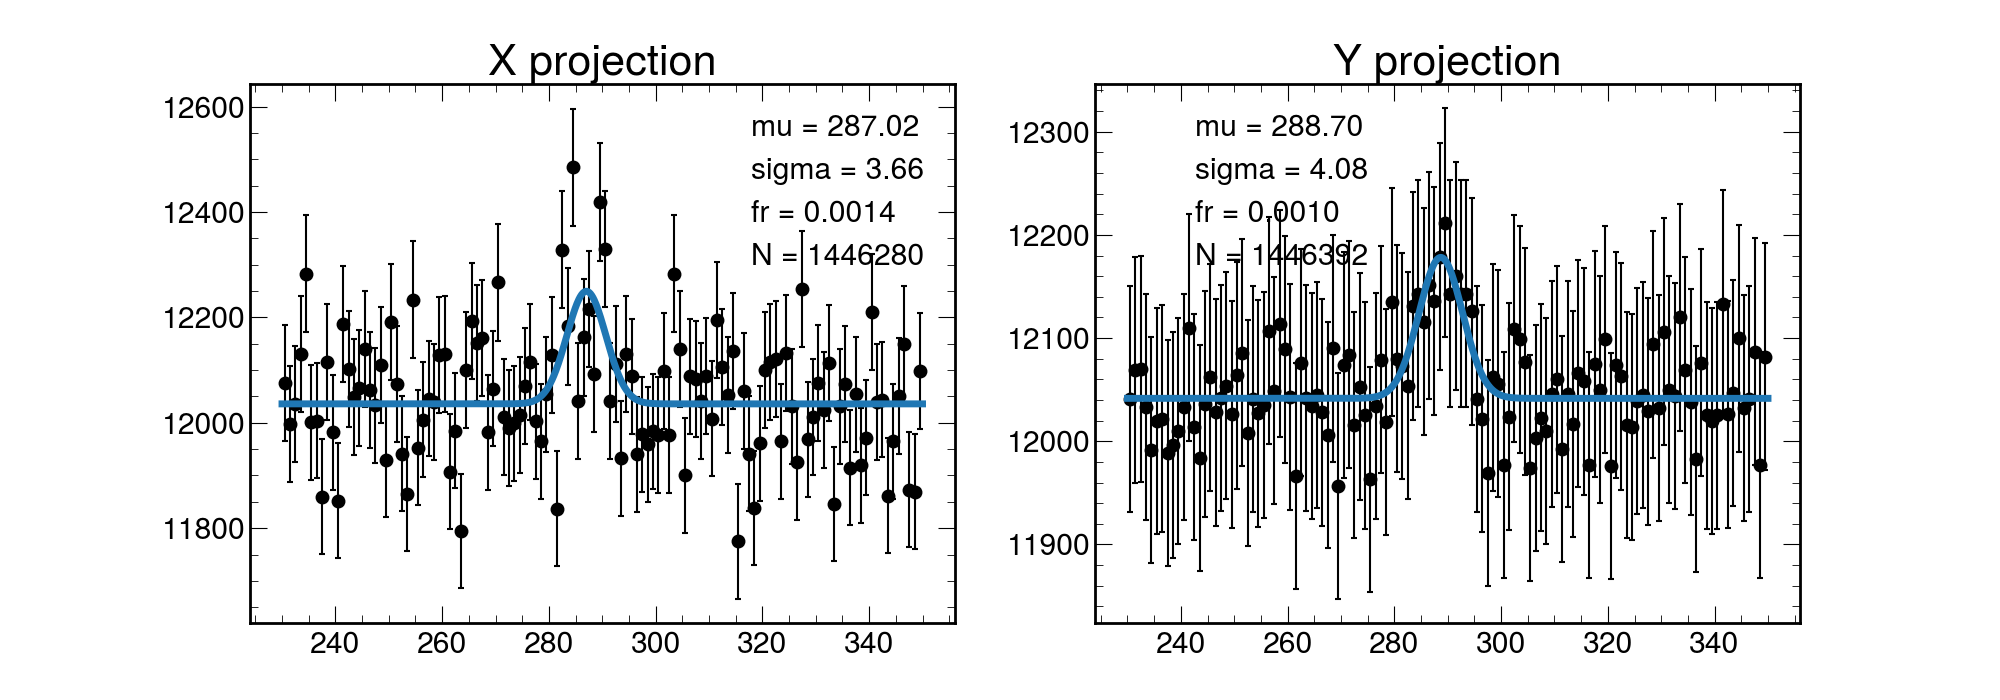 X projection
12600
12400
12200
12000
11800
mu = 287.02
sigma = 3.66
fr = 0.0014
N = 1446280
240 260 280 300 320 340
Y projection
12300
12200
12100
12000
11900
mu = 288.70
sigma = 4.08
fr = 0.0010
N = 1446392
240 260 280 300 320 340